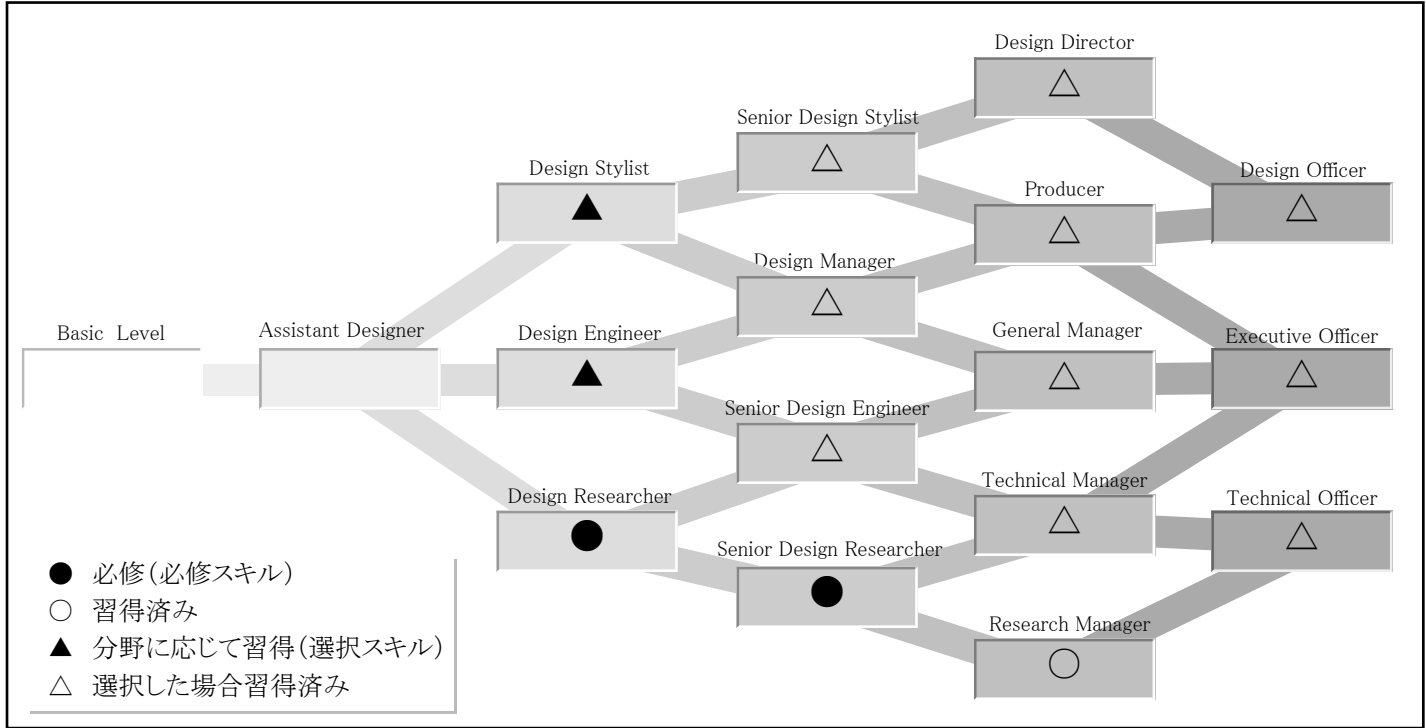 Design Director
△
Senior Design Stylist
△
Design Stylist
▲
Design Officer
△
Producer
△
Design Manager
△
Basic Level
Assistant Designer
Design Engineer
▲
General Manager
△
Executive Officer
△
Senior Design Engineer
△
Design Researcher
●
Technical Manager
△
Technical Officer
△
Senior Design Researcher
●
Research Manager
○
● 必修(必修スキル)
○ 習得済み
▲ 分野に応じて習得(選択スキル)
△ 選択した場合習得済み